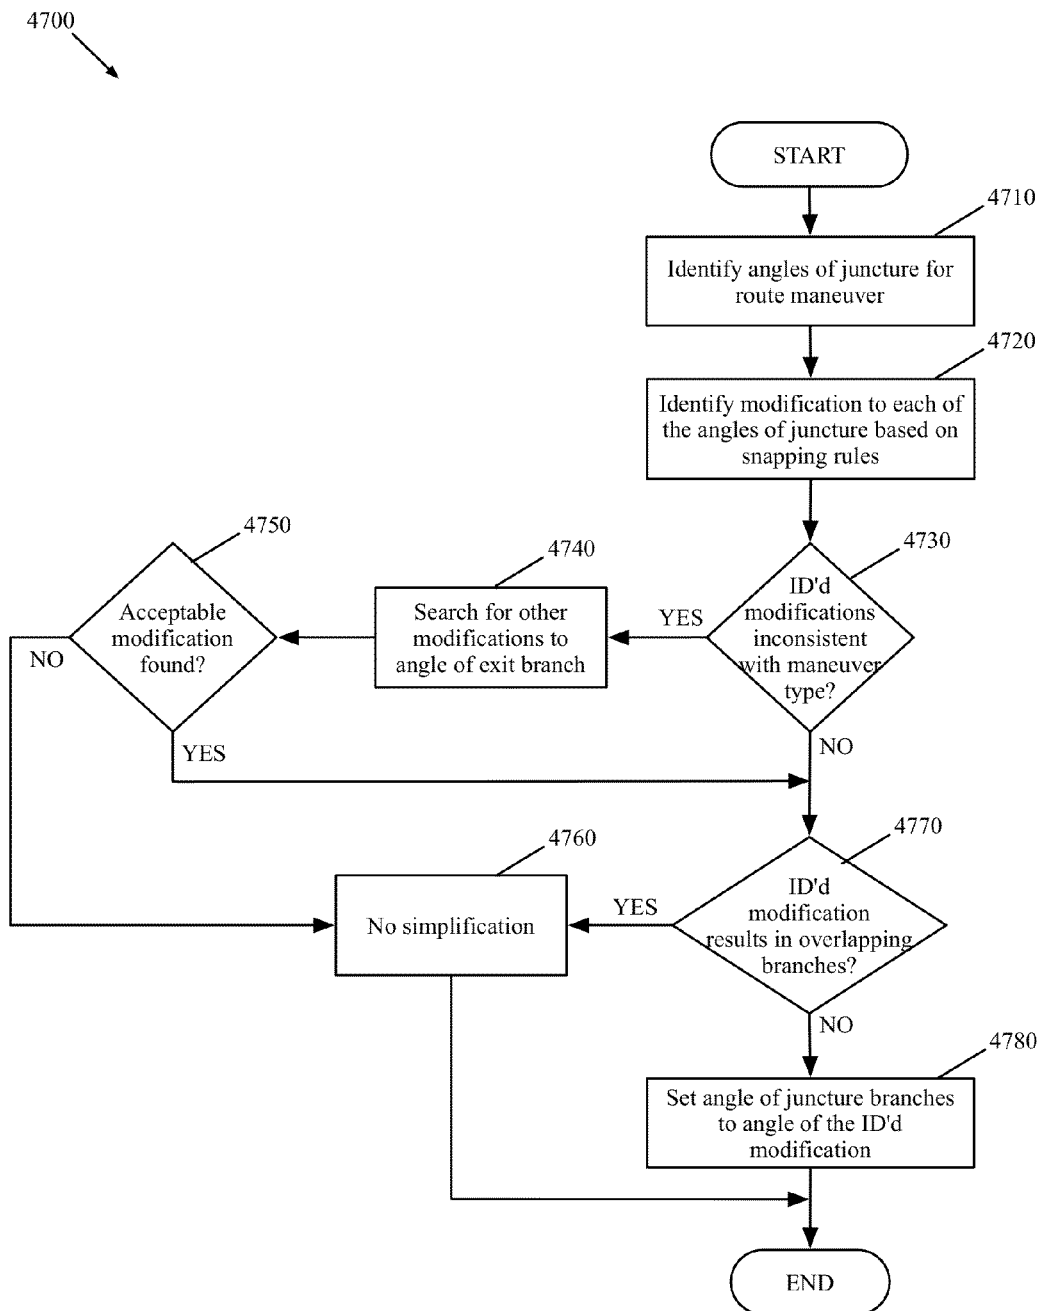 4700
START
4710
Identify angles of juncture for
route maneuver
4720
Identify modification to each of
the angles of juncture based on
snapping rules
4730
ID'd
modifications
inconsistent
with maneuver
type?
YES
NO
4740
Search for other
modifications to
angle of exit branch
4750
Acceptable
modification
found?
NO
YES
4760
No simplification
4770
ID'd
modification
results in overlapping
branches?
YES
NO
4780
Set angle of juncture branches
to angle of the ID'd
modification
END